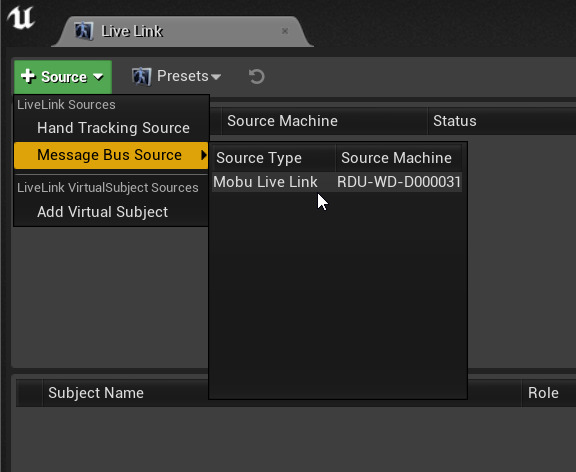 Live Link
Source Presets
LiveLink Sources
Source Machine Status
Hand Tracking Source
Message Bus Source
Source Type Source Machine
Mobu Live Link RDU-WD-D000031
LiveLink VirtualSubject Sources
Add Virtual Subject
Subject Name Role